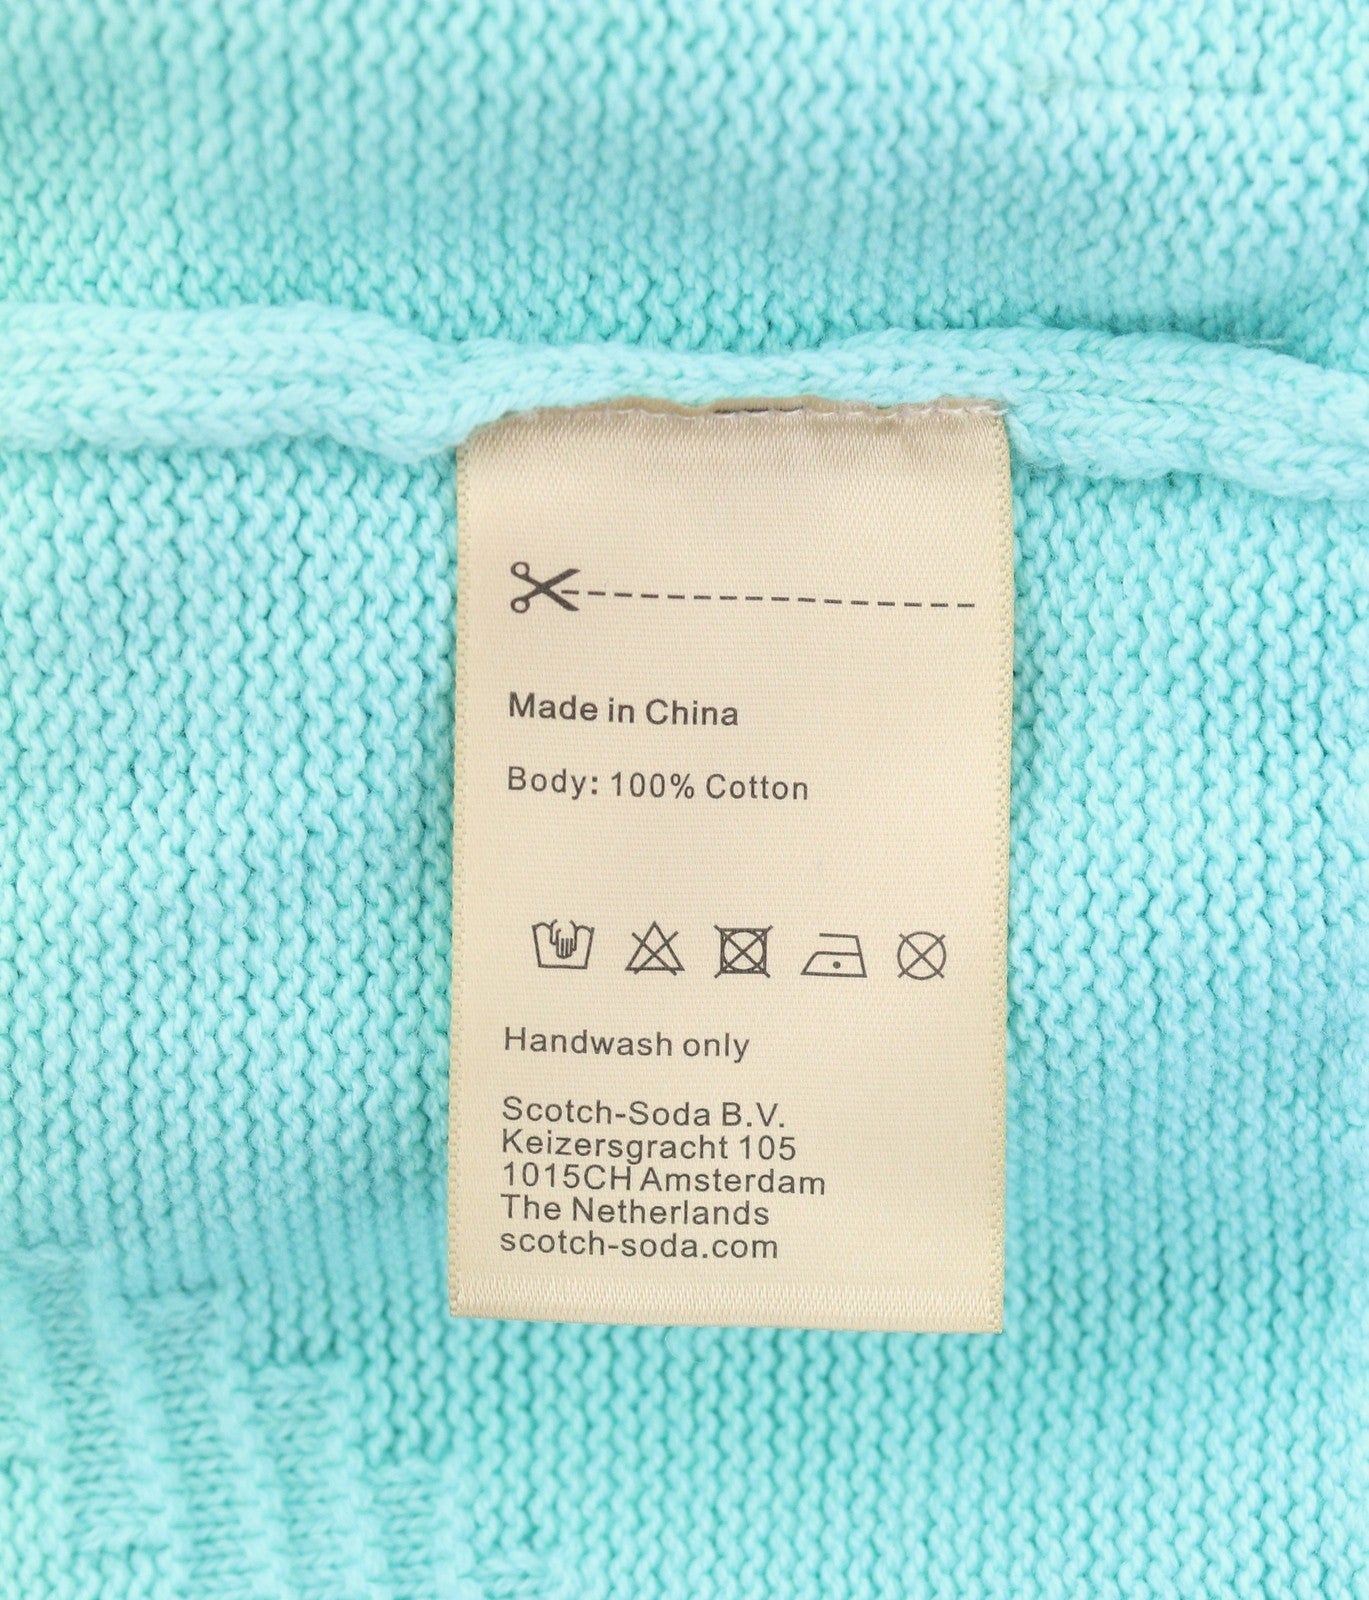 Made in China
Body: 100% Cotton
Handwash only
Scotch-Soda B.V.
Keizersgracht 105
1015CH Amsterdam
The Netherlands
scotch-soda.com